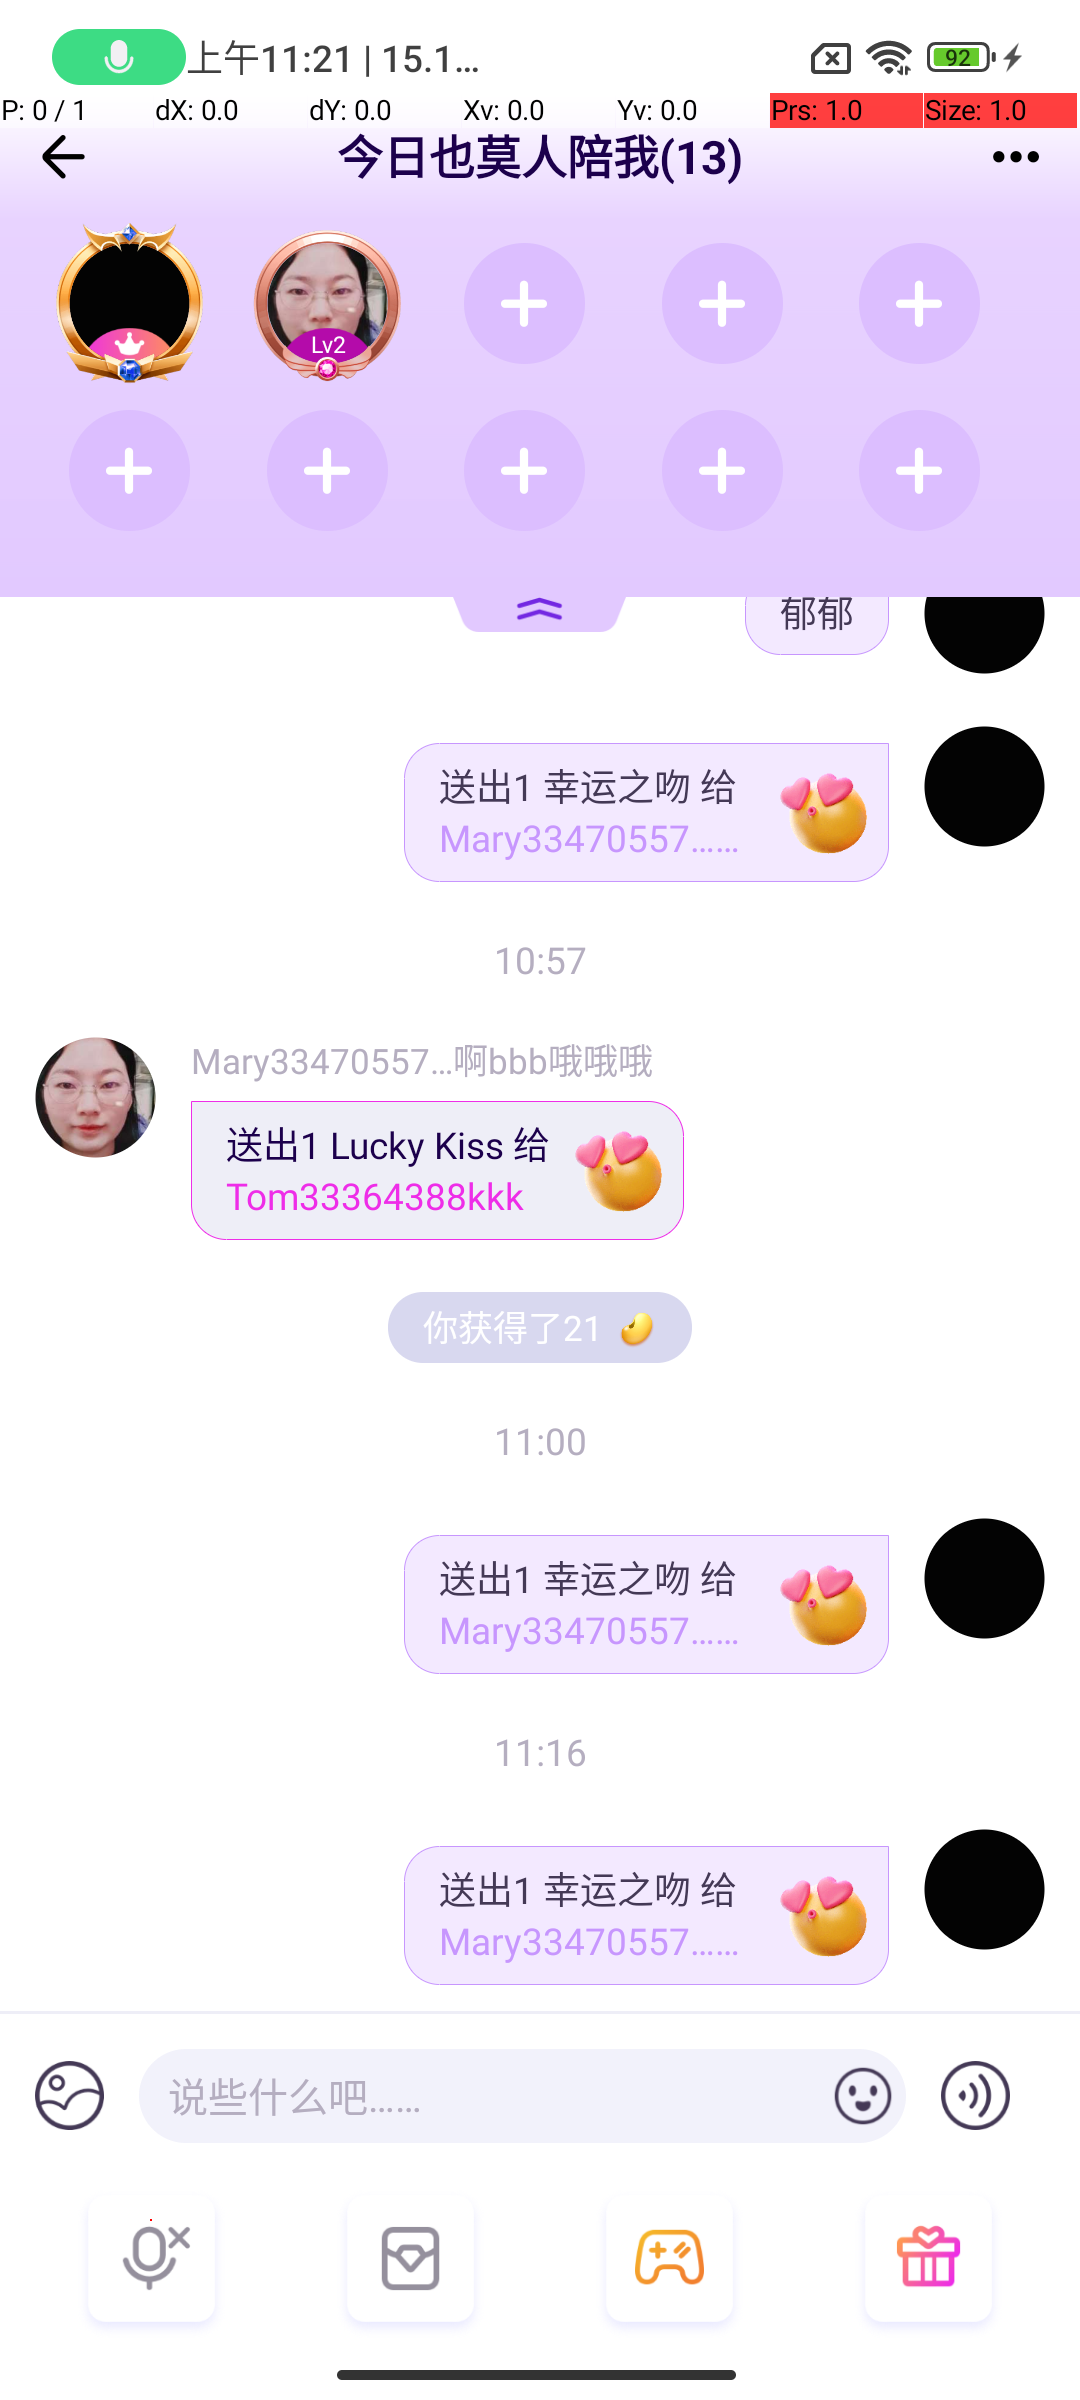 上午11:21 | 15.1...
92
P: 0 / 1 dX: 0.0 dY: 0.0 Xv: 0.0 Yv: 0.0 Prs: 1.0 Size: 1.0
今日也莫人陪我(13)
Lv2
郁郁
送出1 幸运之吻 给
Mary33470557......
10:57
Mary33470557...啊bbb哦哦哦
送出1 Lucky Kiss 给
Tom33364388kkk
你获得了21
11:00
送出1 幸运之吻 给
Mary33470557......
11:16
送出1 幸运之吻 给
Mary33470557......
说些什么吧......